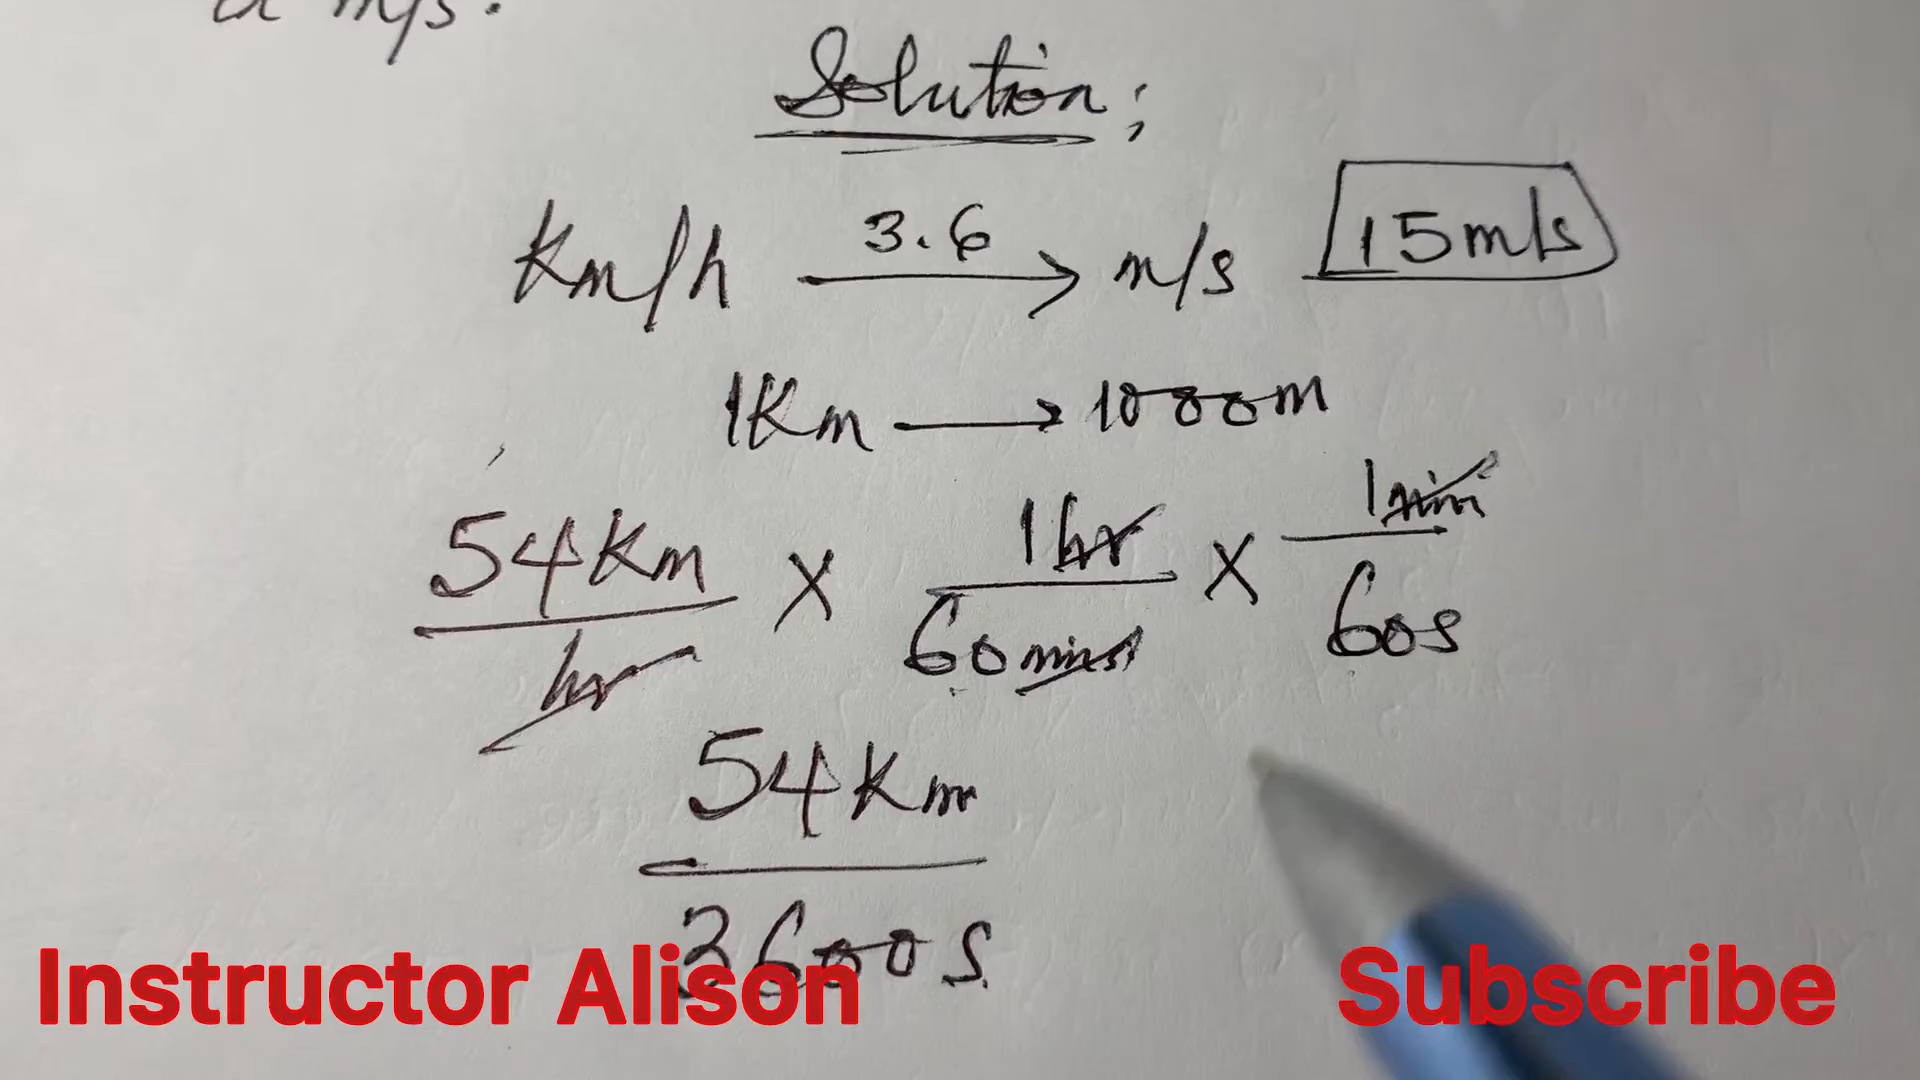 m/s.
Solution;
Km/h 3.6 → m/s 15m/s
1Km → 1000m
54Km/hr X 1hr/60mins X 1min/60s
54Km
3600s
Instructor Alison Subscribe